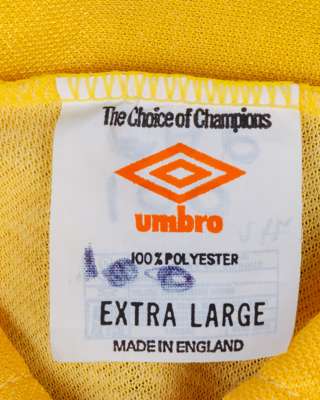 The Choice of Champions
umbro
100% POLYESTER
EXTRA LARGE
MADE IN ENGLAND